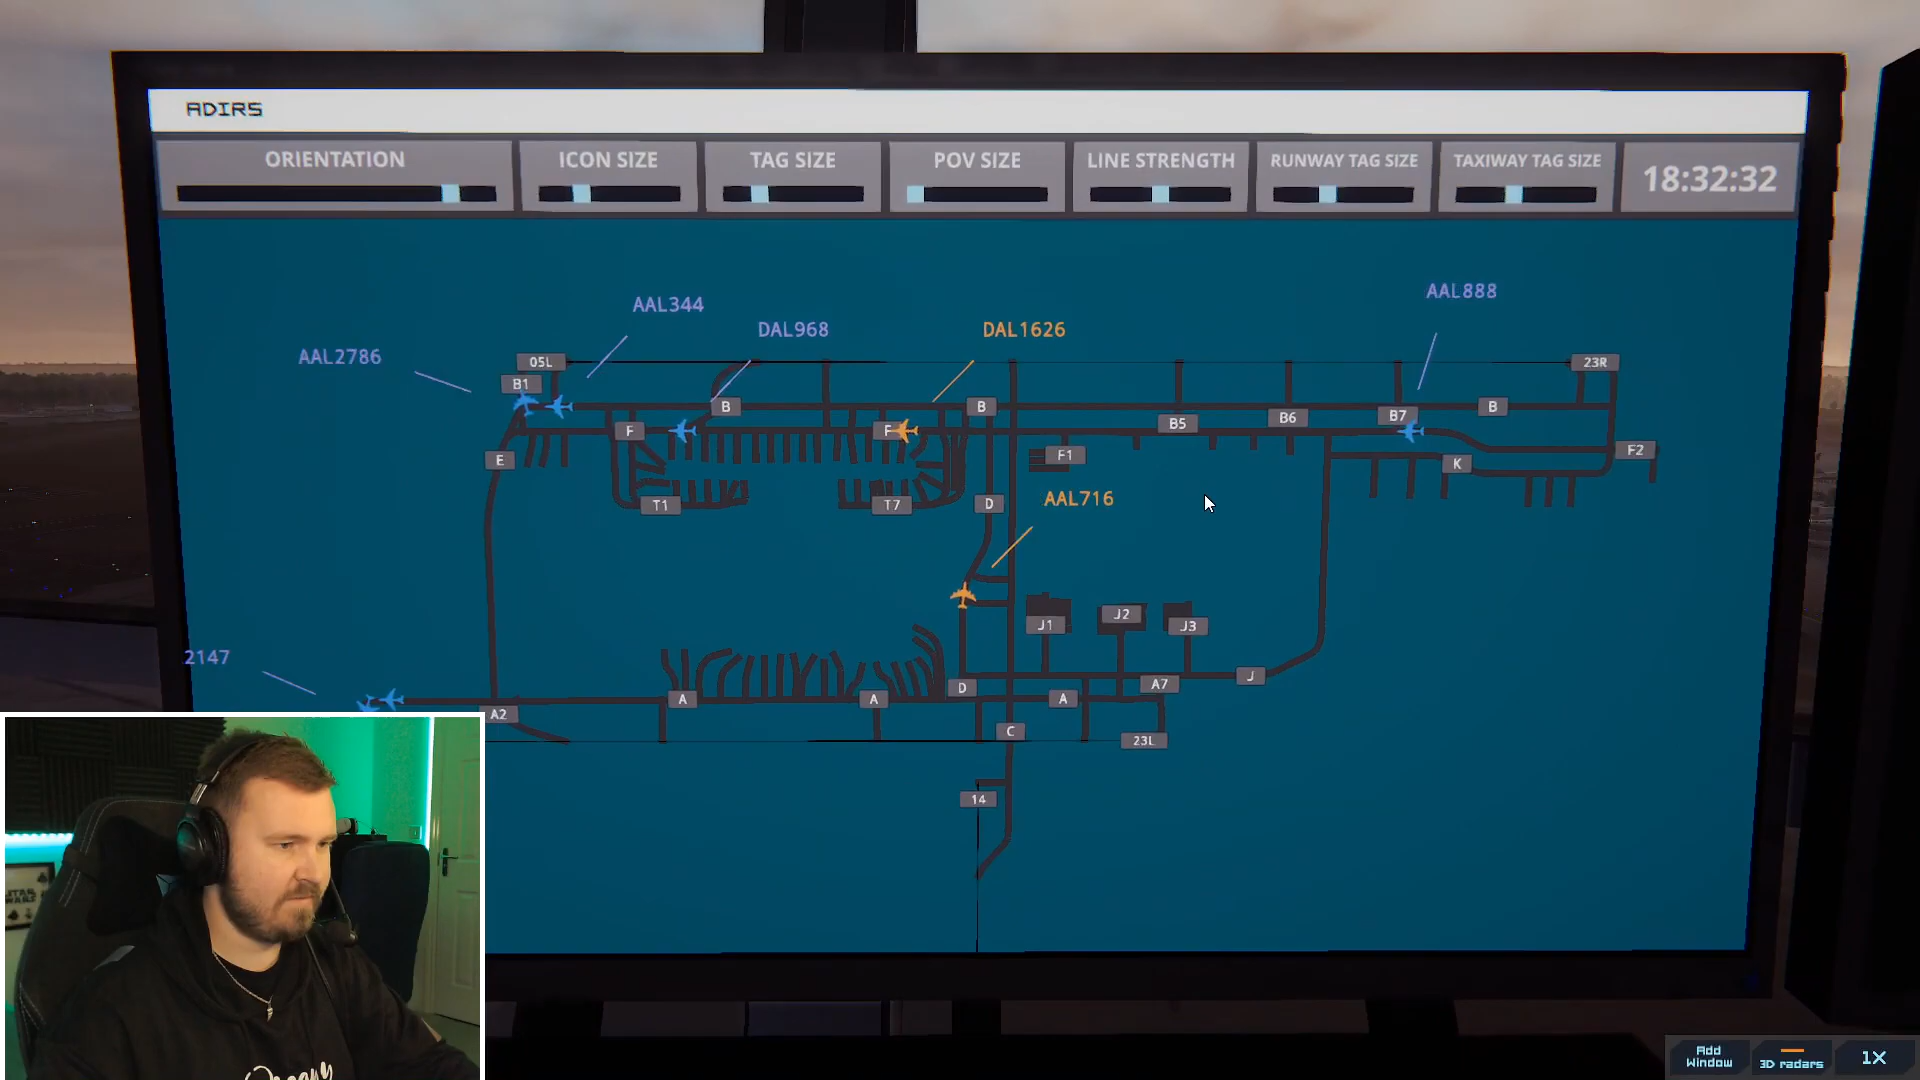 ADIRS
ORIENTATION
ICON SIZE
TAG SIZE
POV SIZE
LINE STRENGTH
RUNWAY TAG SIZE
TAXIWAY TAG SIZE
18:32:32
AAL888
AAL344
DAL968
DAL1626
AAL2786
05L
23R
B1
B
B
B5
B6
B7
B
F
F
E
F1
K
F2
T1
T7
D
AAL716
J1
J2
J3
2147
A2
A
A
D
A
A7
J
C
23L
14
STAR
WARS
Add
Window
3D radars
1X